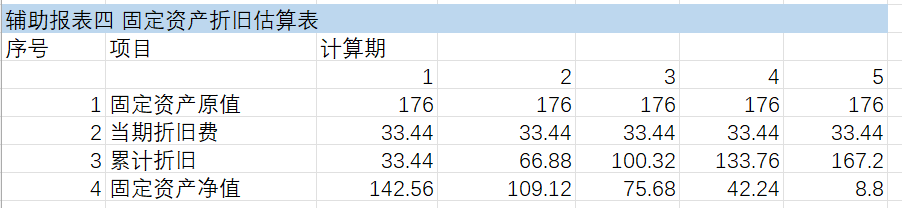 辅助报表四 固定资产折旧估算表
序号 项目 计算期
1 2 3 4 5
1 固定资产原值 176 176 176 176 176
2 当期折旧费 33.44 33.44 33.44 33.44 33.44
3 累计折旧 33.44 66.88 100.32 133.76 167.2
4 固定资产净值 142.56 109.12 75.68 42.24 8.8